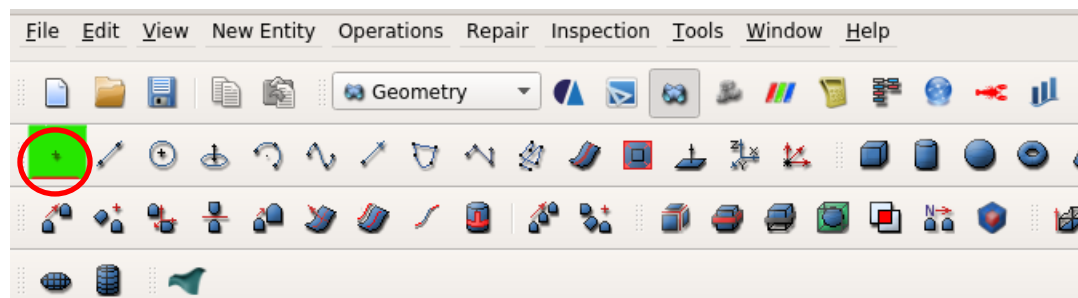 File Edit View New Entity Operations Repair Inspection Tools Window Help
Geometry
Z X
N